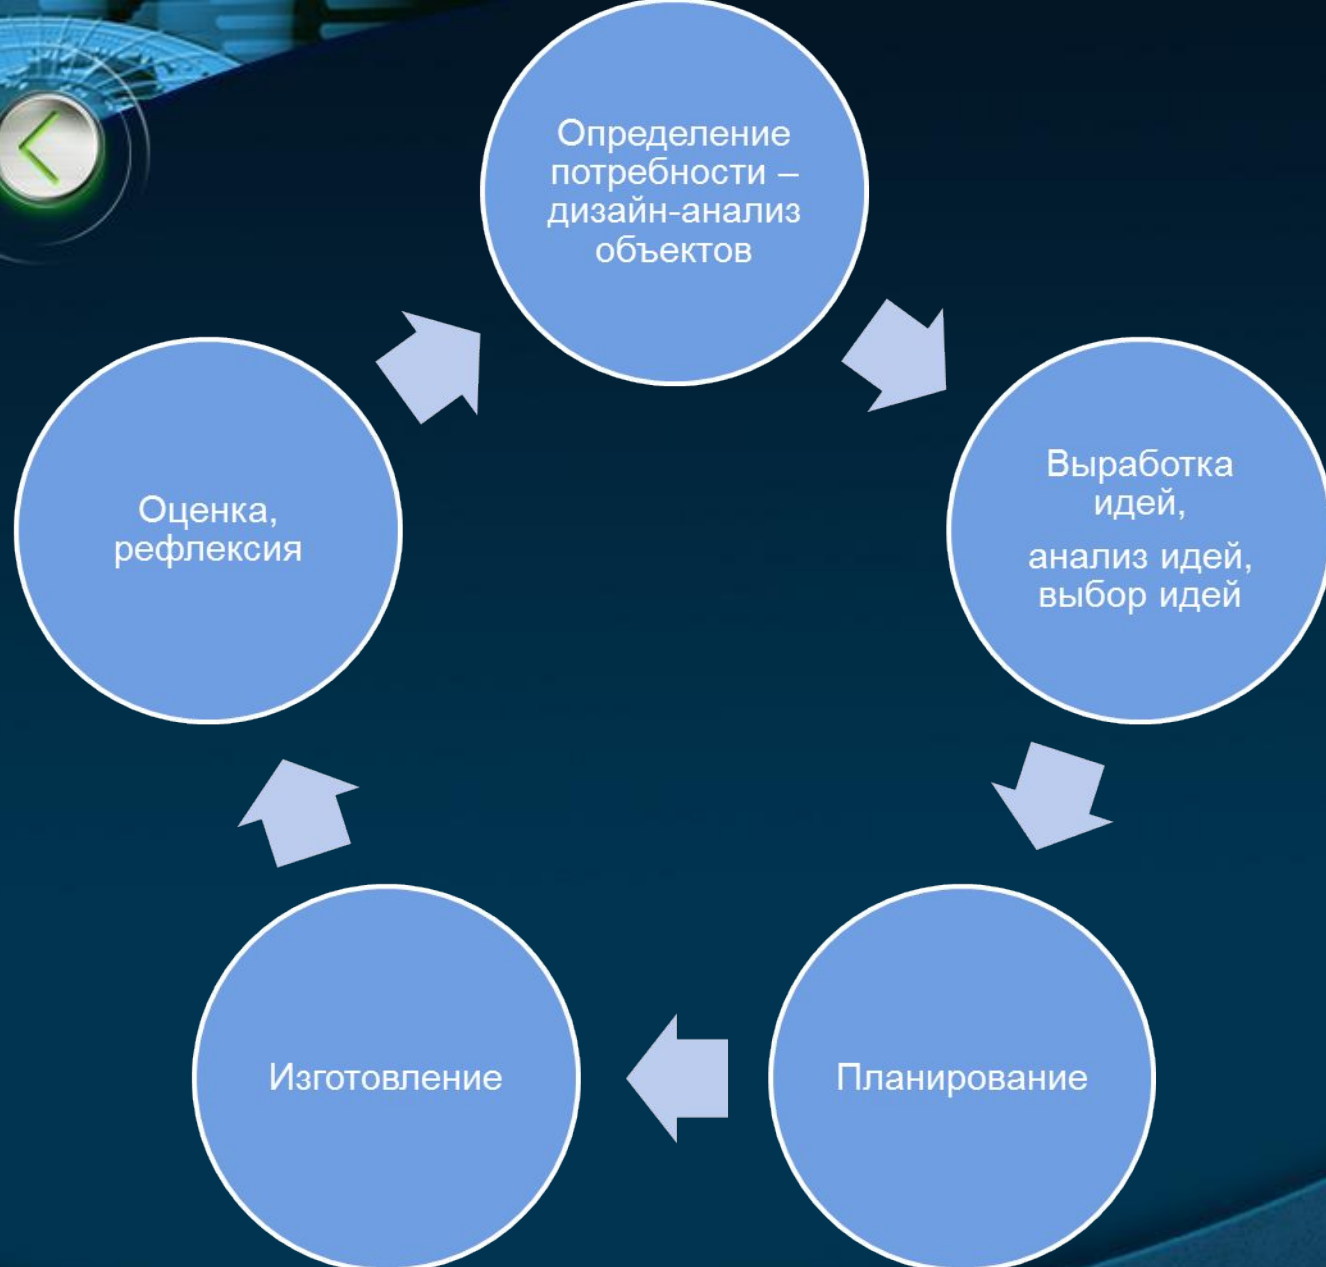 Определение
потребности –
дизайн-анализ
объектов
Выработка
идей,
анализ идей,
выбор идей
Планирование
Изготовление
Оценка,
рефлексия